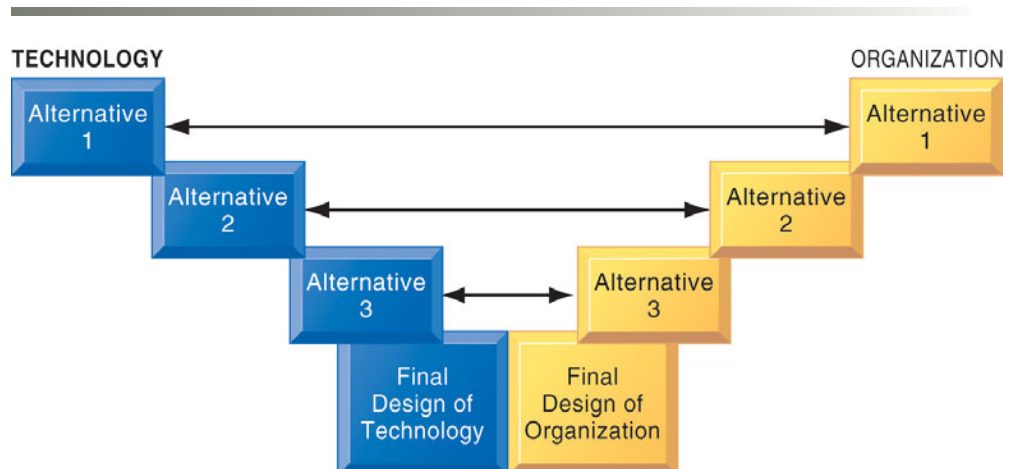 TECHNOLOGY
ORGANIZATION
Alternative
1
Alternative
1
Alternative
2
Alternative
2
Alternative
3
Alternative
3
Final
Design of
Technology
Final
Design of
Organization